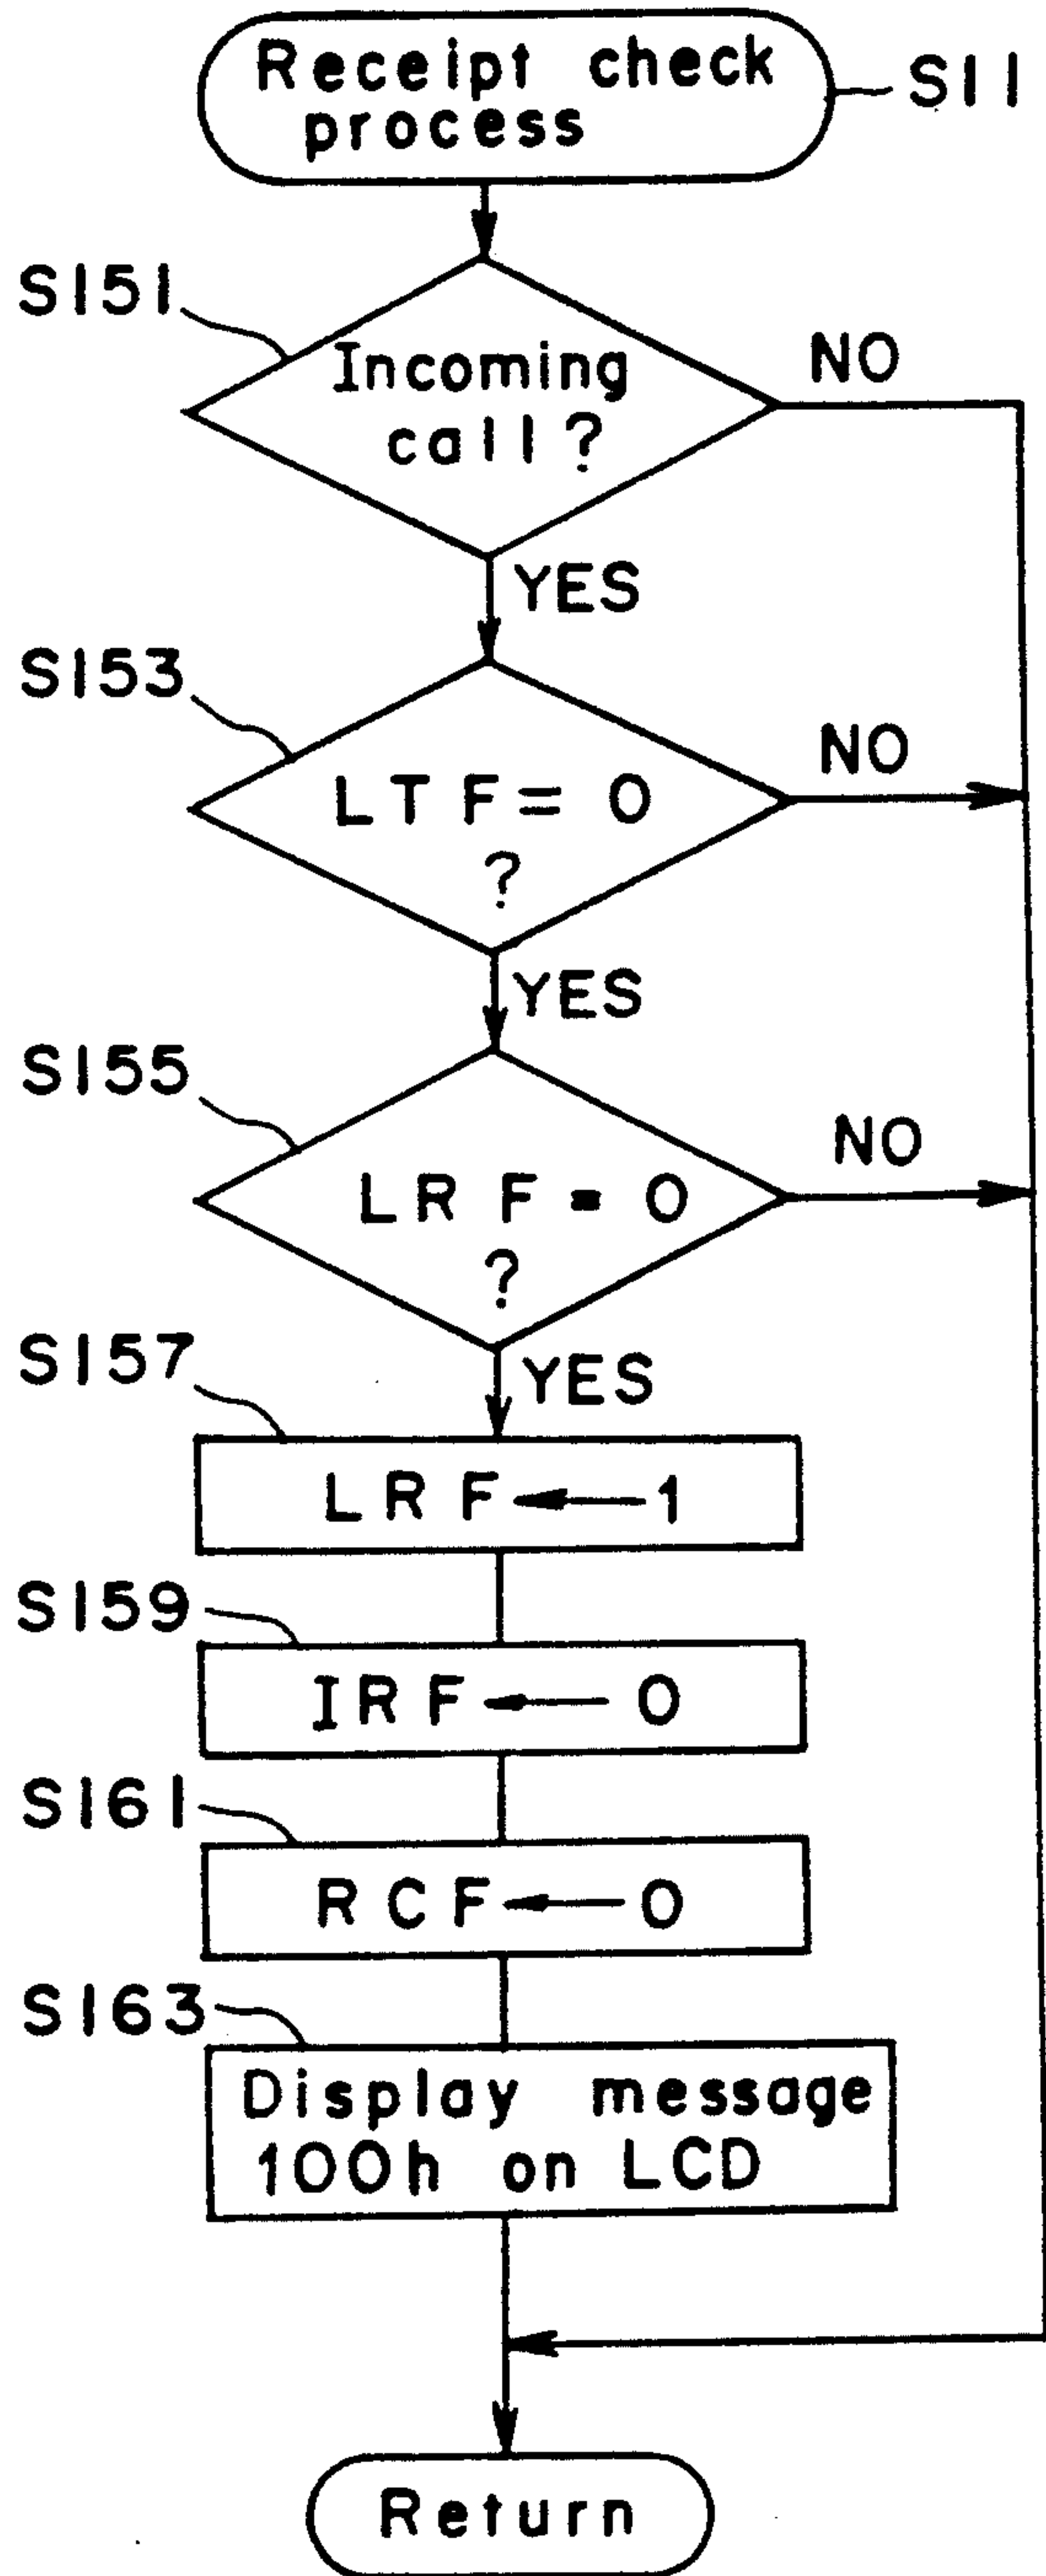 Receipt check
process
S11
S151
Incoming
call?
NO
YES
S153
LTF=0
?
NO
YES
S155
LRF=0
?
NO
YES
S157
LRF←1
S159
IRF←0
S161
RCF←0
S163
Display message
100h on LCD
Return